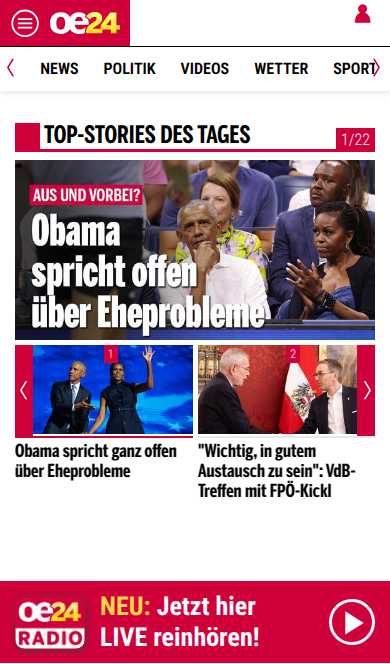 oe24
NEWS POLITIK VIDEOS WETTER SPORT
TOP-STORIES DES TAGES
1/22
AUS UND VORBEI?
Obama
spricht offen
über Eheprobleme
1
2
Obama spricht ganz offen
über Eheprobleme
"Wichtig, in gutem
Austausch zu sein": VdB-
Treffen mit FPÖ-Kickl
oe24
RADIO
NEU: Jetzt hier
LIVE reinhören!